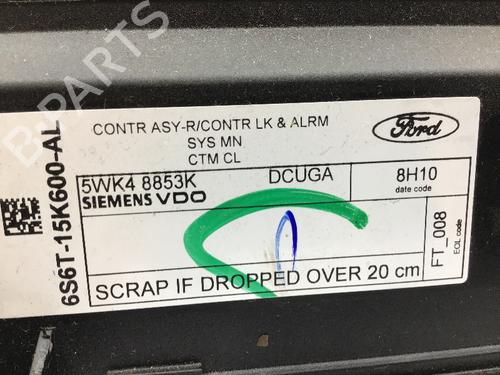 B-PARTS
CONTR ASY-R/CONTR LK & ALRM
SYS MN
CTM CL
Ford
6S6T-15K600-AL
5WK4 8853K
DCUGA
8H10
SIEMENS VDO
date code
FT_008
EOL code
SCRAP IF DROPPED OVER 20 cm